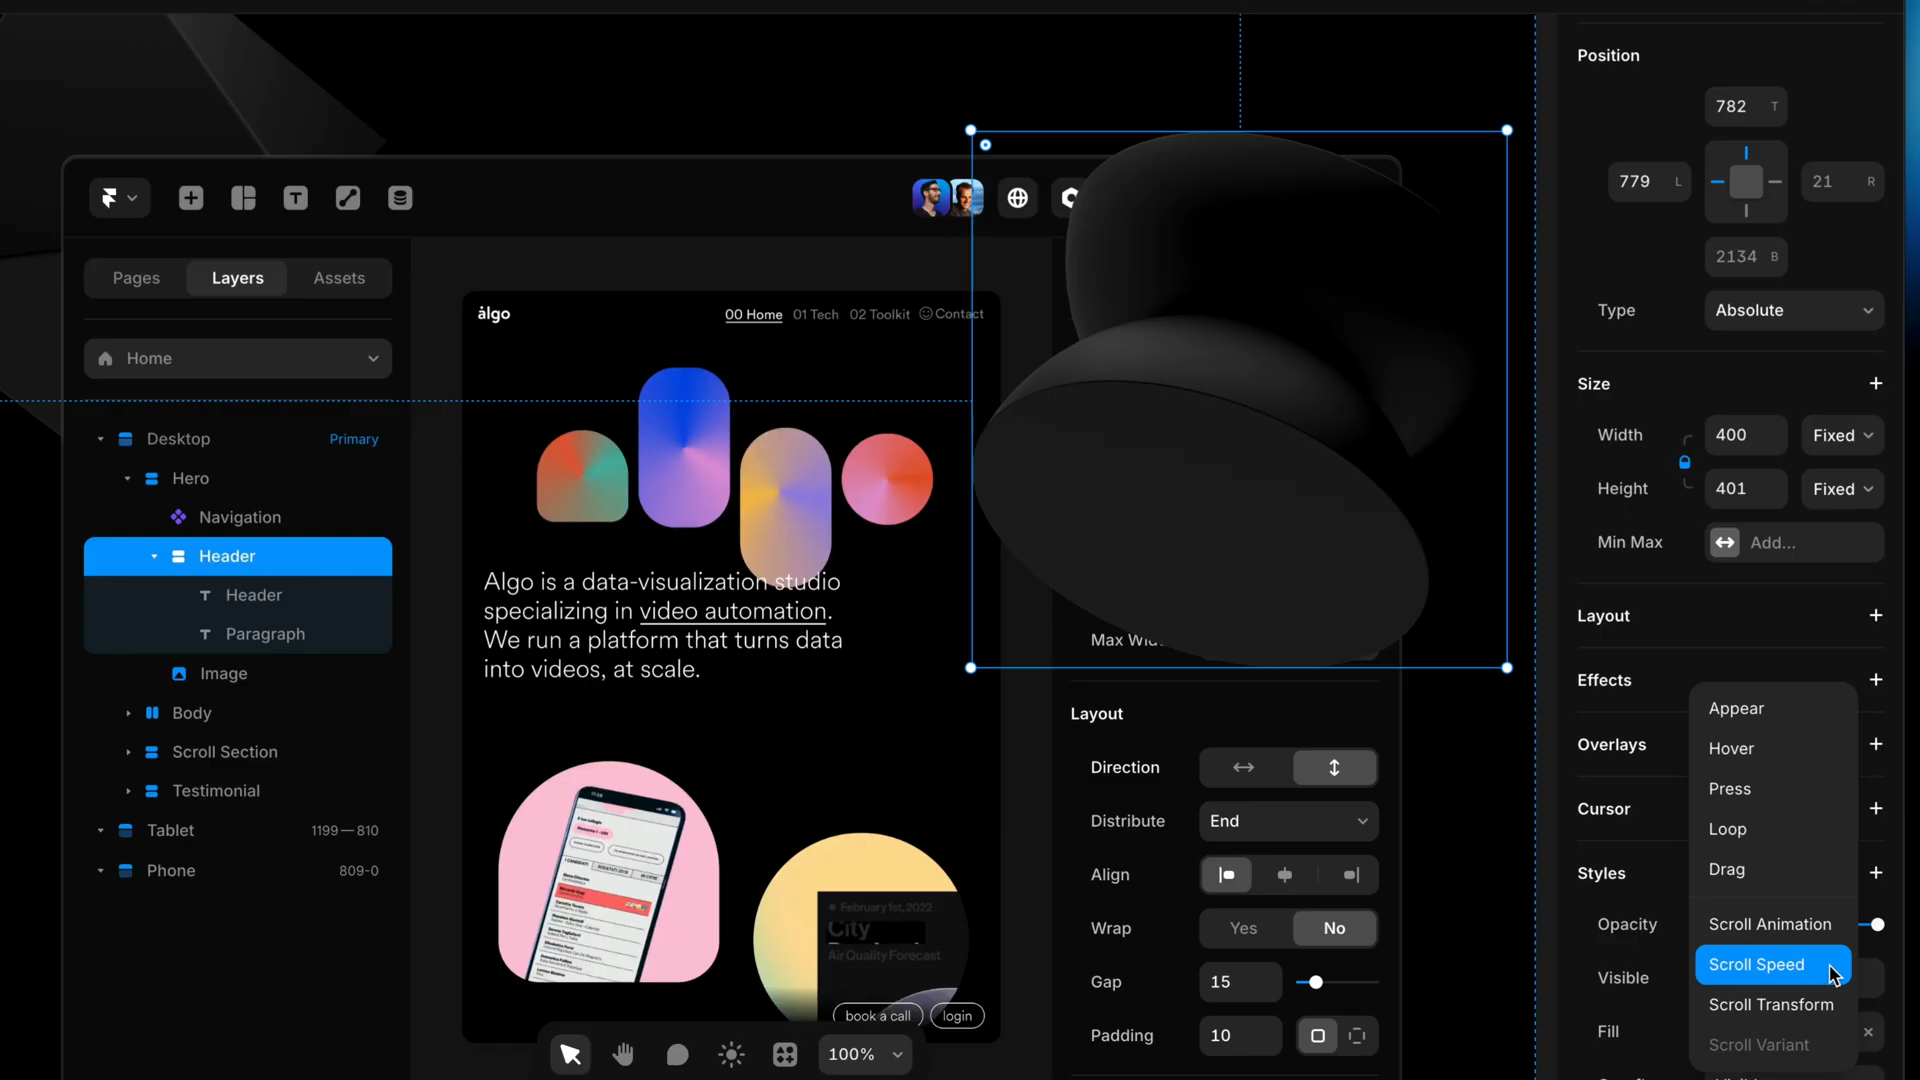 Position
782 T
779 L
21 R
2134 B
Type
Absolute
Size
Width
400
Fixed
Height
401
Fixed
Min Max
Add...
Layout
Effects
Overlays
Cursor
Styles
Opacity
Visible
Fill
Appear
Hover
Press
Loop
Drag
Scroll Animation
Scroll Speed
Scroll Transform
Scroll Variant
Pages
Layers
Assets
Home
Desktop
Primary
Hero
Navigation
Header
Header
Paragraph
Image
Body
Scroll Section
Testimonial
Tablet
1199—810
Phone
809-0
ålgo
00 Home
01 Tech
02 Toolkit
Contact
Algo is a data-visualization studio
specializing in video automation.
We run a platform that turns data
into videos, at scale.
February 1st, 2022
City
Air Quality Forecast
book a call
login
100%
Layout
Direction
Distribute
End
Align
Wrap
Yes
No
Gap
15
Padding
10